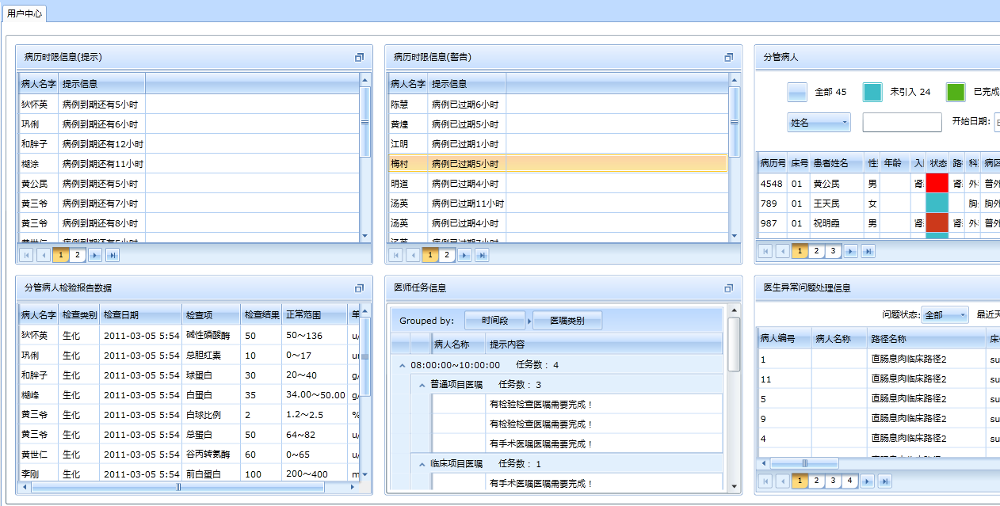 用户中心
病历时限信息(提示)
病人名字 提示信息
狄怀英 病例到期还有5小时
巩俐 病例到期还有6小时
和胖子 病例到期还有12小时
糊涂 病例到期还有11小时
黄公民 病例到期还有5小时
黄三爷 病例到期还有7小时
黄三爷 病例到期还有8小时
黄世仁 病例到期还有5小时
1 2
病历时限信息(警告)
病人名字 提示信息
陈慧 病例已过期6小时
黄煌 病例已过期5小时
江明 病例已过期1小时
梅村 病例已过期5小时
明道 病例已过期4小时
汤英 病例已过期11小时
汤英 病例已过期4小时
汤英 病例已过期7小时
1 2
分管病人
全部 45 未引入 24 已完成
姓名 开始日期:
病历号 床号 患者姓名 性 年龄 入 状态 路 科 病区
4548 01 黄公民 男 肾 肾 外 普外
789 01 王天民 女 胸 胸外
987 01 祝明霞 男 肾 肾 外 普外
1 2 3
分管病人检验报告数据
病人名字 检查类别 检查日期 检查项 检查结果 正常范围 单
狄怀英 生化 2011-03-05 5:54 碱性磷酸酶 50 50~136 u/
巩俐 生化 2011-03-05 5:54 总胆红素 10 0~17
和胖子 生化 2011-03-05 5:54 球蛋白 30 20~40 g/
糊峰 生化 2011-03-05 5:54 白蛋白 35 34.00~50.00 g/
黄三爷 生化 2011-03-05 5:54 白球比例 2 1.2~2.5 %
黄三爷 生化 2011-03-05 5:54 总蛋白 50 64~82 u/
黄世仁 生化 2011-03-05 5:54 谷丙转氨酶 60 0~65 u/
李刚 生化 2011-03-05 5:54 前白蛋白 100 200~400 m
医师任务信息
Grouped by: 时间段 医嘱类别
病人名称 提示内容
08:00:00~10:00:00 任务数: 4
普通项目医嘱 任务数: 3
有检验检查医嘱需要完成!
有检验检查医嘱需要完成!
有手术医嘱医嘱需要完成!
临床项目医嘱 任务数: 1
有手术医嘱医嘱需要完成!
医生异常问题处理信息
问题状态: 全部 最近天
病人编号 病人名称 路径名称 床
1 直肠息肉临床路径2 su
11 直肠息肉临床路径2 su
5 直肠息肉临床路径2 su
9 直肠息肉临床路径2 su
4 直肠息肉临床路径2 su
1 2 3 4